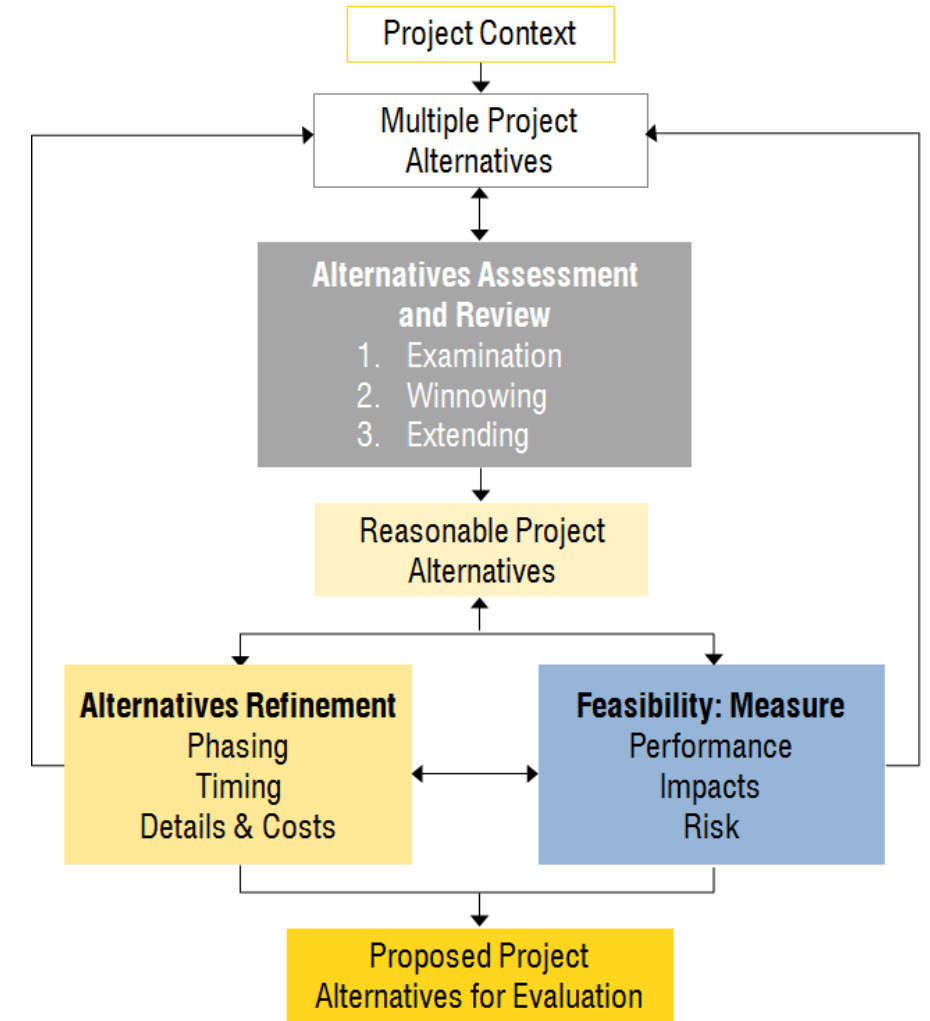 Project Context
Multiple Project
Alternatives
Alternatives Assessment
and Review
1. Examination
2. Winnowing
3. Extending
Reasonable Project
Alternatives
Alternatives Refinement
Phasing
Timing
Details & Costs
Feasibility: Measure
Performance
Impacts
Risk
Proposed Project
Alternatives for Evaluation